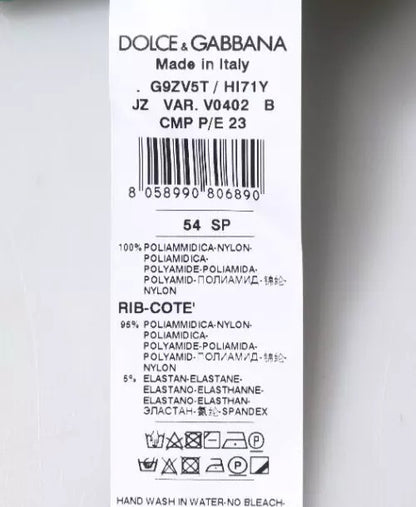 DOLCE & GABBANA
Made in Italy
. G9ZV5T / HI71Y
JZ VAR. V0402 B
CMP P/E 23
8 058990 806890
54 SP
100% POLIAMMIDICA-NYLON-
POLIAMIDICA-
POLYAMIDE-POLIAMIDA-
POLYAMID-ПОЛИАМИД-锦纶-
NYLON
RIB-COTE'
95% POLIAMMIDICA-NYLON-
POLIAMIDICA-
POLYAMIDE-POLIAMIDA-
POLYAMID-ПОЛИАМИД-锦纶-
NYLON
5% ELASTAN-ELASTANE-
ELASTANO-ELASTHANNE-
ELASTANO-ELASTHAN-
ЭЛАСТАН-氨纶-SPANDEX
HAND WASH IN WATER-NO BLEACH-